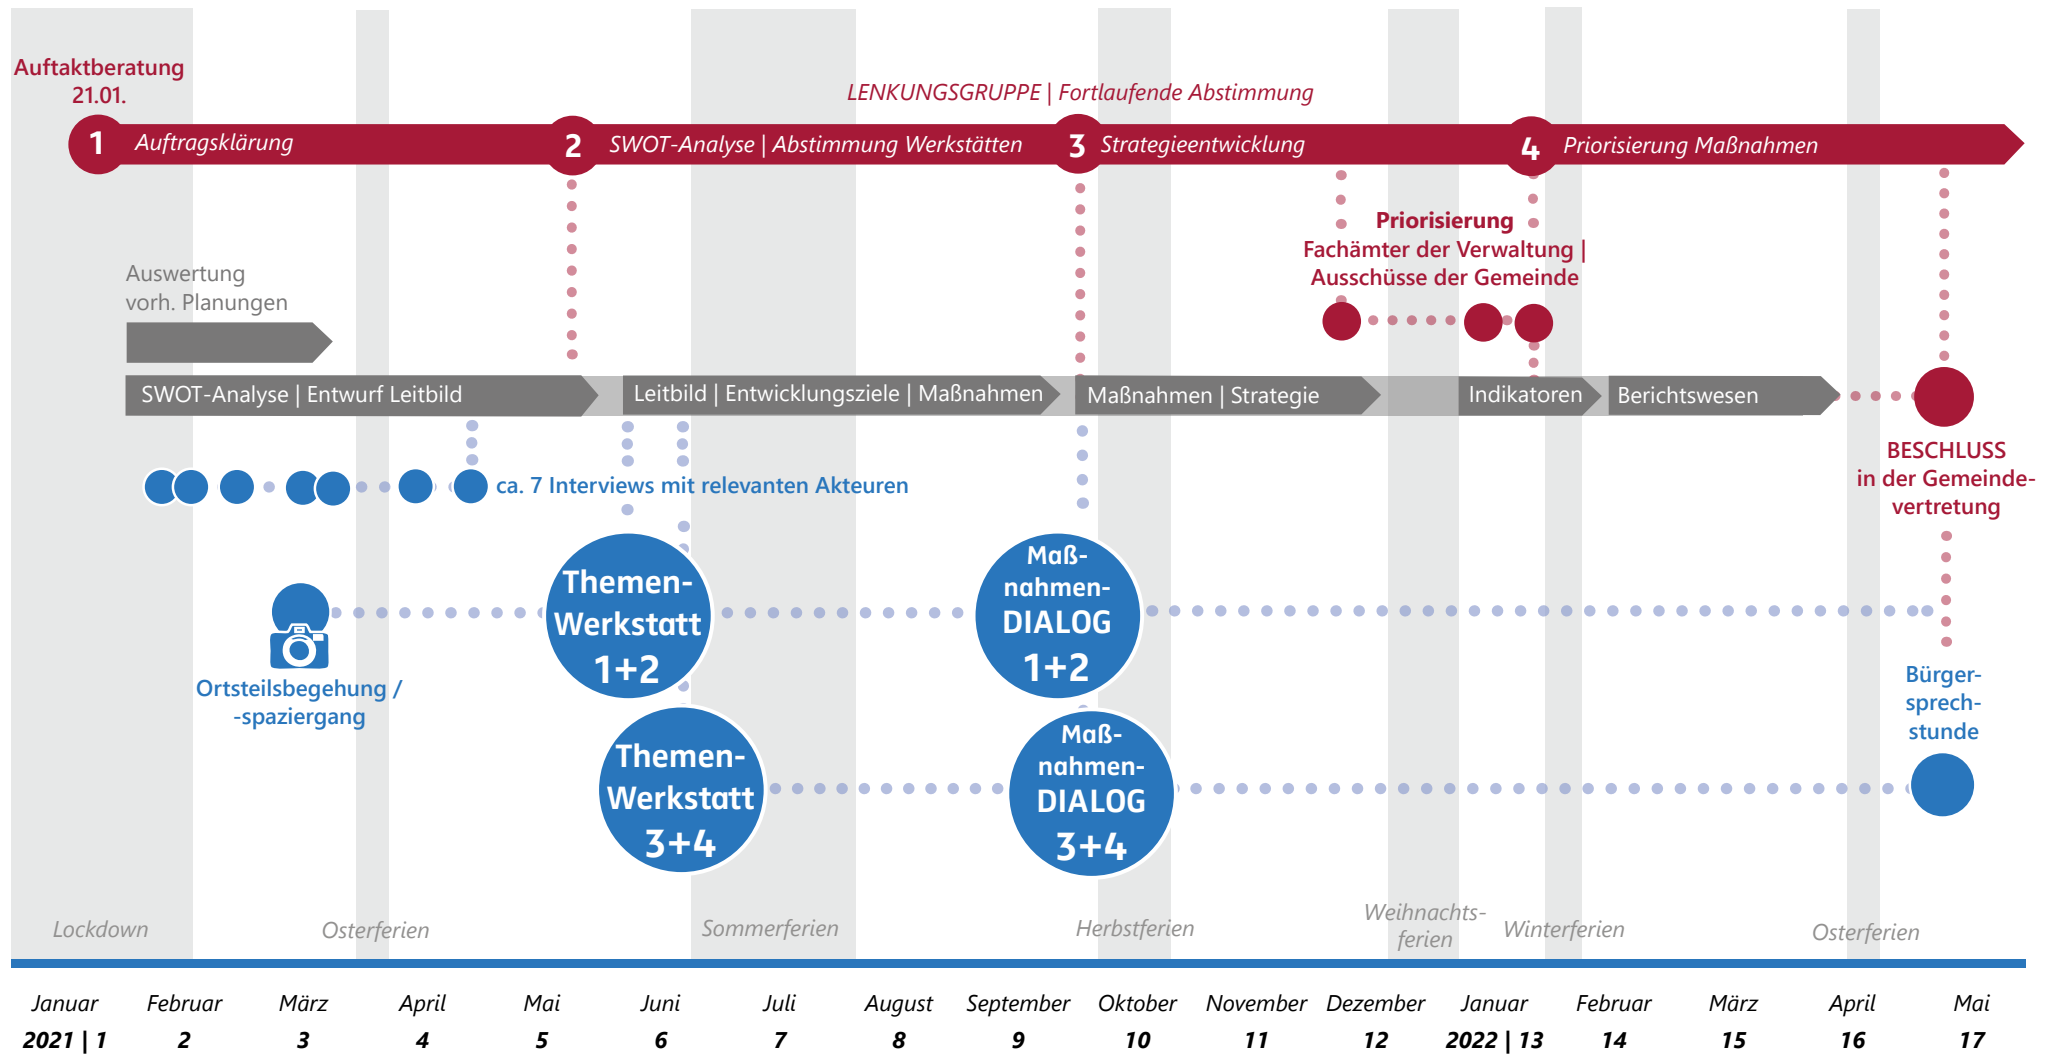 Auftaktberatung
21.01.
LENKUNGSGRUPPE | Fortlaufende Abstimmung
1 Auftragsklärung
2 SWOT-Analyse | Abstimmung Werkstätten
3 Strategieentwicklung
4 Priorisierung Maßnahmen
Priorisierung
Fachämter der Verwaltung |
Ausschüsse der Gemeinde
Auswertung
vorh. Planungen
SWOT-Analyse | Entwurf Leitbild
Leitbild | Entwicklungsziele | Maßnahmen
Maßnahmen | Strategie
Indikatoren
Berichtswesen
BESCHLUSS
in der Gemeinde-
vertretung
ca. 7 Interviews mit relevanten Akteuren
Themen-
Werkstatt
1+2
Maß-
nahmen-
DIALOG
1+2
Ortsteilsbegehung /
-spaziergang
Bürger-
sprech-
stunde
Themen-
Werkstatt
3+4
Maß-
nahmen-
DIALOG
3+4
Lockdown
Osterferien
Sommerferien
Herbstferien
Weihnachts-
ferien
Winterferien
Osterferien
Januar Februar März April Mai Juni Juli August September Oktober November Dezember Januar Februar März April Mai
2021 | 1 2 3 4 5 6 7 8 9 10 11 12 2022 | 13 14 15 16 17